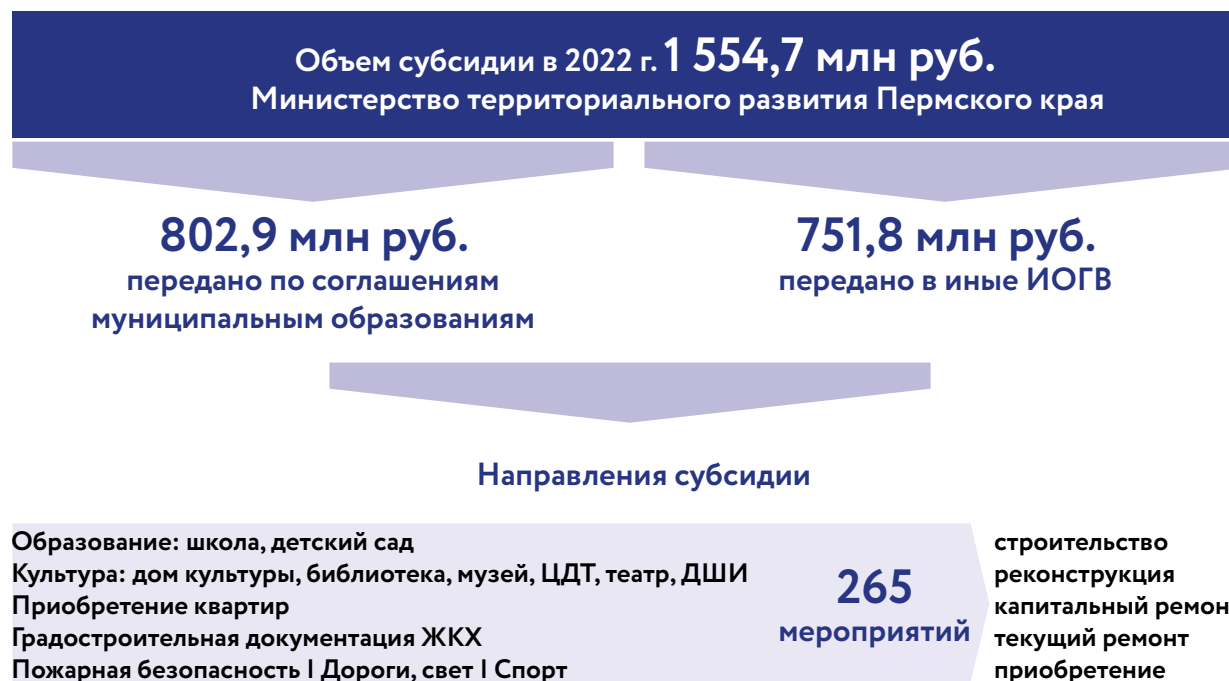 Объем субсидии в 2022 г. 1 554,7 млн руб.
Министерство территориального развития Пермского края
802,9 млн руб.
передано по соглашениям
муниципальным образованиям
751,8 млн руб.
передано в иные ИОГВ
Направления субсидии
Образование: школа, детский сад
Культура: дом культуры, библиотека, музей, ЦДТ, театр, ДШИ
Приобретение квартир
Градостроительная документация ЖКХ
Пожарная безопасность I Дороги, свет I Спорт
265
мероприятий
строительство
реконструкция
капитальный ремон
текущий ремонт
приобретение